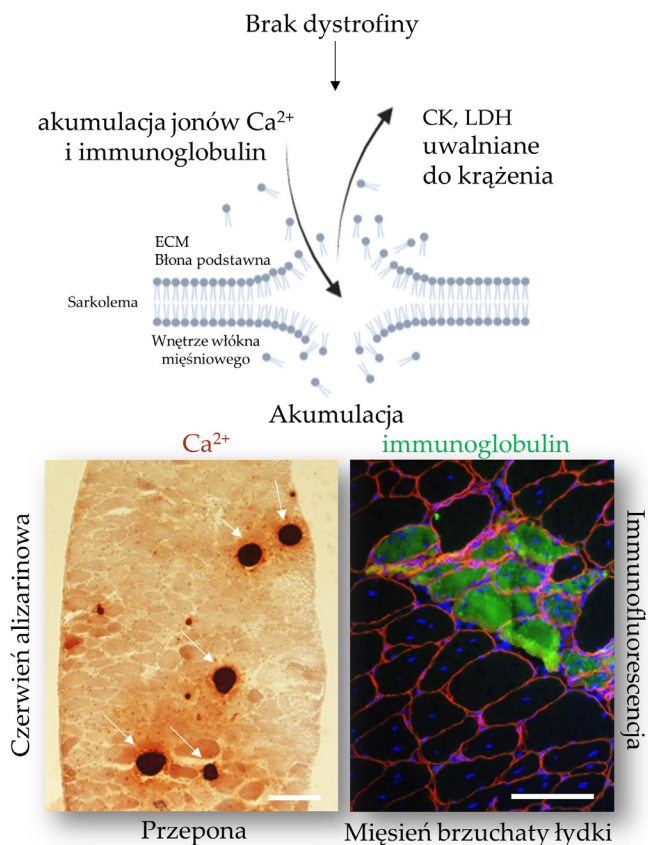 Brak dystrofiny
akumulacja jonów Ca²⁺
i immunoglobulin
CK, LDH
uwalniane
do krążenia
ECM
Błona podstawna
Sarkolema
Wnętrze włókna
mięśniowego
Akumulacja
Ca²⁺
immunoglobulin
Czerwień alizarinowa
Immunofluorescencja
Przepona
Mięsień brzuchaty łydki